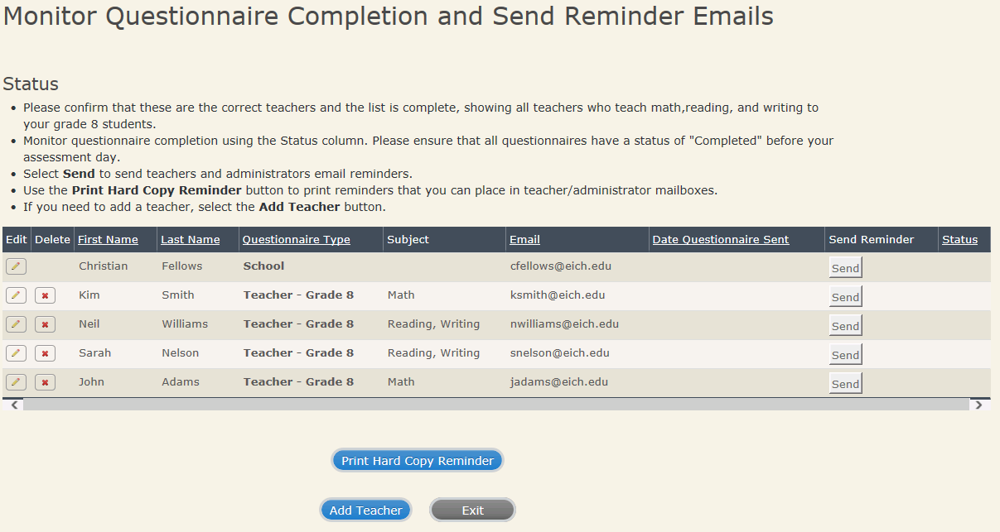 Monitor Questionnaire Completion and Send Reminder Emails
Status
• Please confirm that these are the correct teachers and the list is complete, showing all teachers who teach math,reading, and writing to
your grade 8 students.
• Monitor questionnaire completion using the Status column. Please ensure that all questionnaires have a status of "Completed" before your
assessment day.
• Select Send to send teachers and administrators email reminders.
• Use the Print Hard Copy Reminder button to print reminders that you can place in teacher/administrator mailboxes.
• If you need to add a teacher, select the Add Teacher button.
Edit Delete First Name Last Name Questionnaire Type Subject Email Date Questionnaire Sent Send Reminder Status
Christian Fellows School cfellows@eich.edu Send
Kim Smith Teacher - Grade 8 Math ksmith@eich.edu Send
Neil Williams Teacher - Grade 8 Reading, Writing nwilliams@eich.edu Send
Sarah Nelson Teacher - Grade 8 Reading, Writing snelson@eich.edu Send
John Adams Teacher - Grade 8 Math jadams@eich.edu Send
Print Hard Copy Reminder
Add Teacher Exit